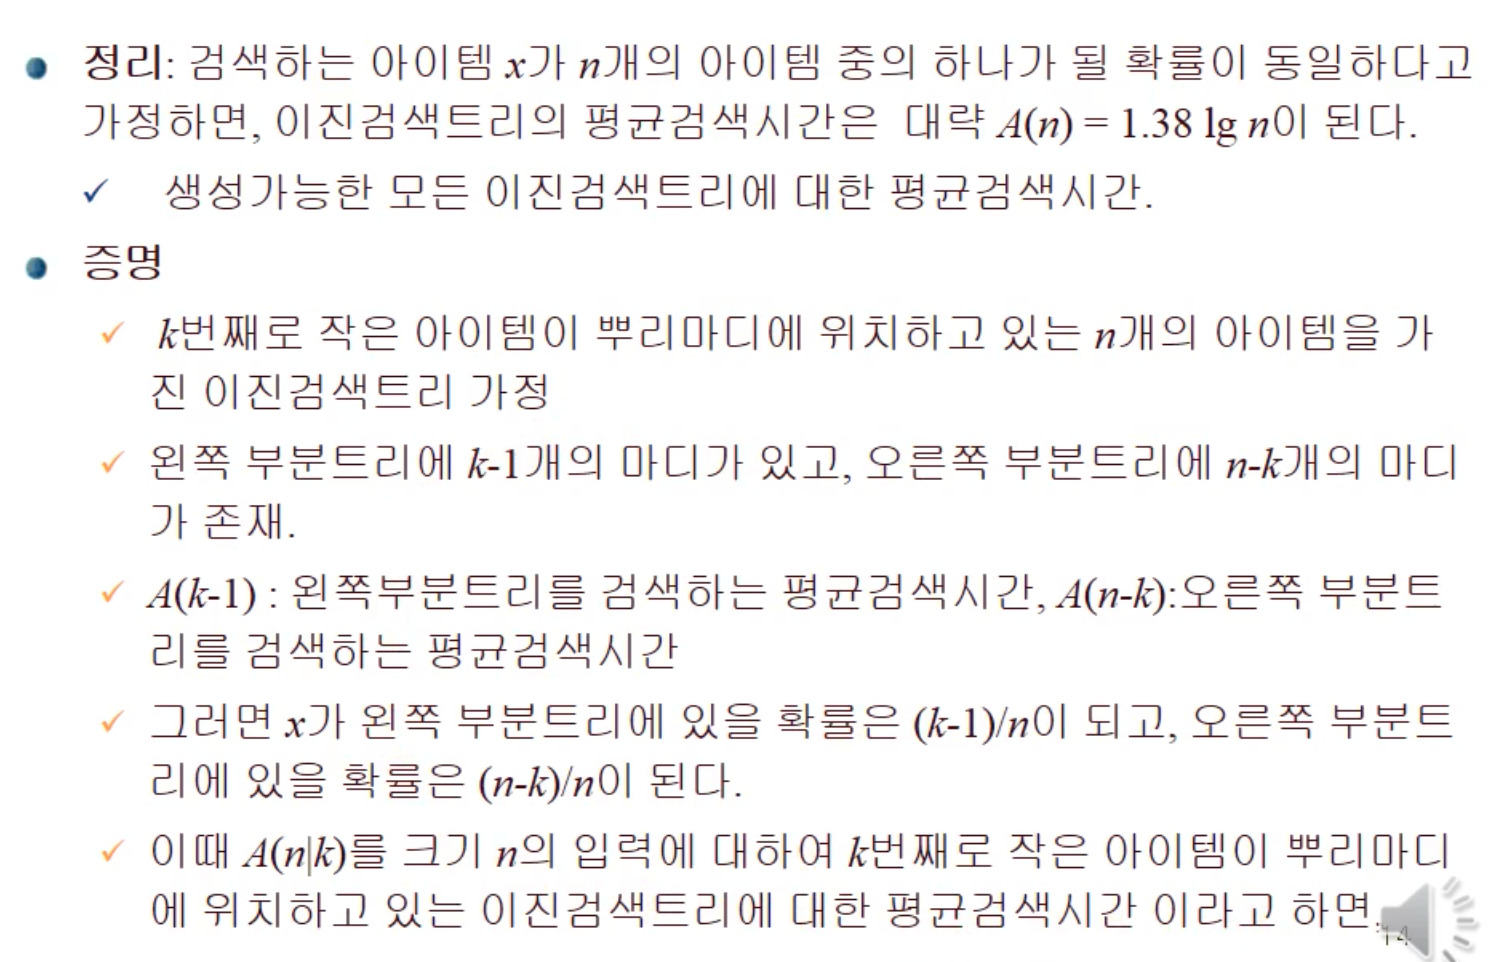 정리: 검색하는 아이템 x가 n개의 아이템 중의 하나가 될 확률이 동일하다고
가정하면, 이진검색트리의 평균검색시간은 대략 A(n) = 1.38 lg n이 된다.
✓ 생성가능한 모든 이진검색트리에 대한 평균검색시간.
증명
✓ k번째로 작은 아이템이 뿌리마디에 위치하고 있는 n개의 아이템을 가
진 이진검색트리 가정
✓ 왼쪽 부분트리에 k-1개의 마디가 있고, 오른쪽 부분트리에 n-k개의 마디
가 존재.
✓ A(k-1) : 왼쪽부분트리를 검색하는 평균검색시간, A(n-k):오른쪽 부분트
리를 검색하는 평균검색시간
✓ 그러면 x가 왼쪽 부분트리에 있을 확률은 (k-1)/n이 되고, 오른쪽 부분트
리에 있을 확률은 (n-k)/n이 된다.
✓ 이때 A(n|k)를 크기 n의 입력에 대하여 k번째로 작은 아이템이 뿌리마디
에 위치하고 있는 이진검색트리에 대한 평균검색시간 이라고 하면,
14